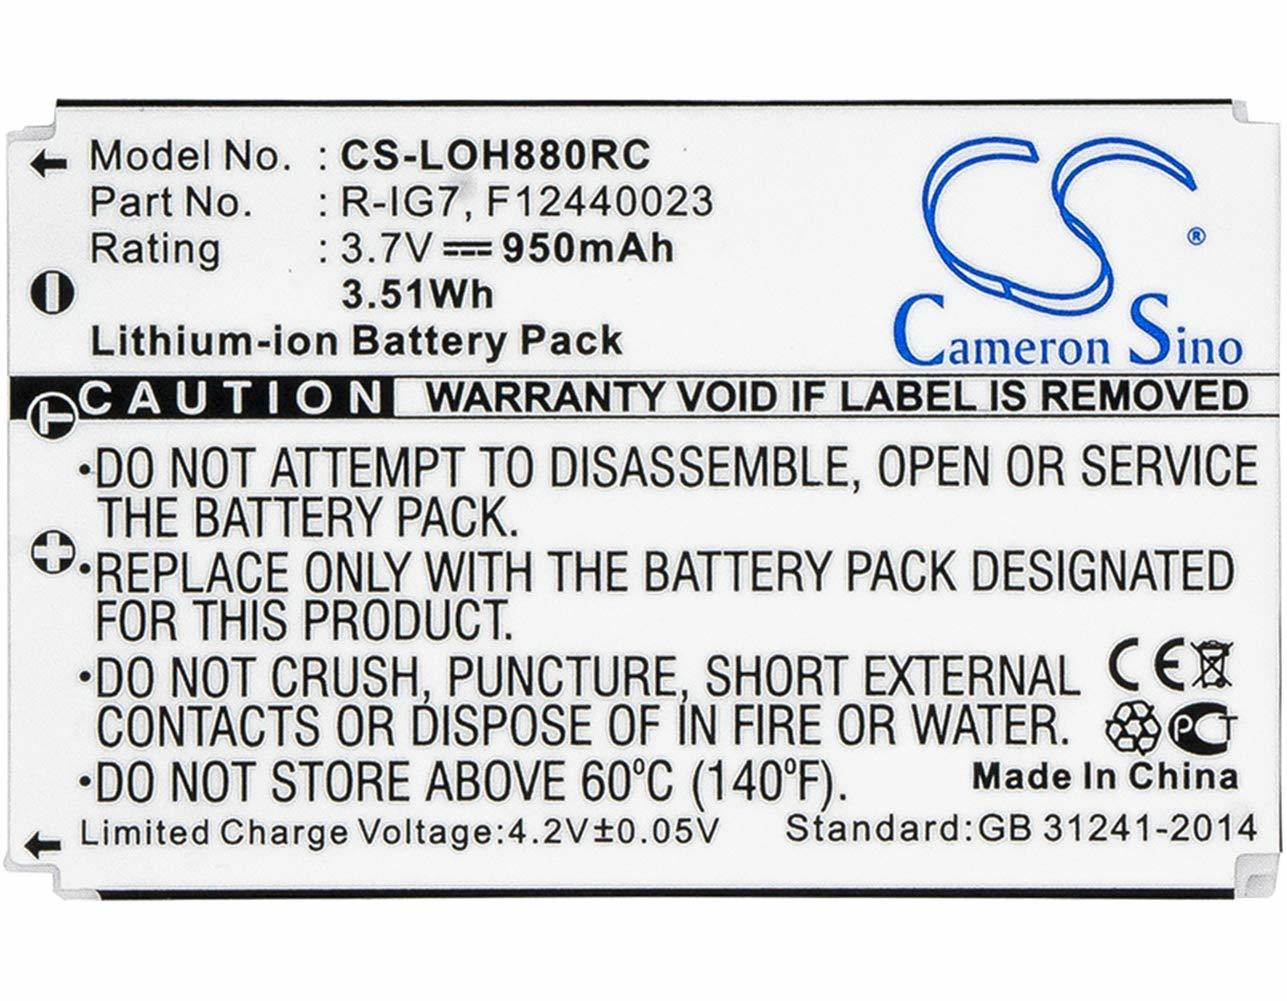 Model No. : CS-LOH880RC
Part No. : R-IG7, F12440023
Rating : 3.7V 950mAh
3.51Wh
Lithium-ion Battery Pack
CS
®
Cameron Sino
CAUTION WARRANTY VOID IF LABEL IS REMOVED
•DO NOT ATTEMPT TO DISASSEMBLE, OPEN OR SERVICE
THE BATTERY PACK.
•REPLACE ONLY WITH THE BATTERY PACK DESIGNATED
FOR THIS PRODUCT.
•DO NOT CRUSH, PUNCTURE, SHORT EXTERNAL
CONTACTS OR DISPOSE OF IN FIRE OR WATER.
CE
PCT
•DO NOT STORE ABOVE 60ºC (140ºF).
Made In China
Limited Charge Voltage:4.2V±0.05V
Standard:GB 31241-2014
T